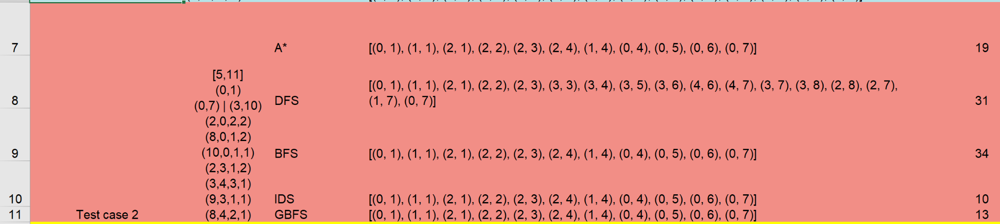 7 A* [(0, 1), (1, 1), (2, 1), (2, 2), (2, 3), (2, 4), (1, 4), (0, 4), (0, 5), (0, 6), (0, 7)] 19
[5,11]
(0,1)
(0,7) | (3,10)
(2,0,2,2)
(8,0,1,2)
(10,0,1,1)
(2,3,1,2)
(3,4,3,1)
(9,3,1,1)
(8,4,2,1)
8 DFS [(0, 1), (1, 1), (2, 1), (2, 2), (2, 3), (3, 3), (3, 4), (3, 5), (3, 6), (4, 6), (4, 7), (3, 7), (3, 8), (2, 8), (2, 7),
(1, 7), (0, 7)] 31
9 BFS [(0, 1), (1, 1), (2, 1), (2, 2), (2, 3), (2, 4), (1, 4), (0, 4), (0, 5), (0, 6), (0, 7)] 34
10 IDS [(0, 1), (1, 1), (2, 1), (2, 2), (2, 3), (2, 4), (1, 4), (0, 4), (0, 5), (0, 6), (0, 7)] 10
11 Test case 2 GBFS [(0, 1), (1, 1), (2, 1), (2, 2), (2, 3), (2, 4), (1, 4), (0, 4), (0, 5), (0, 6), (0, 7)] 13